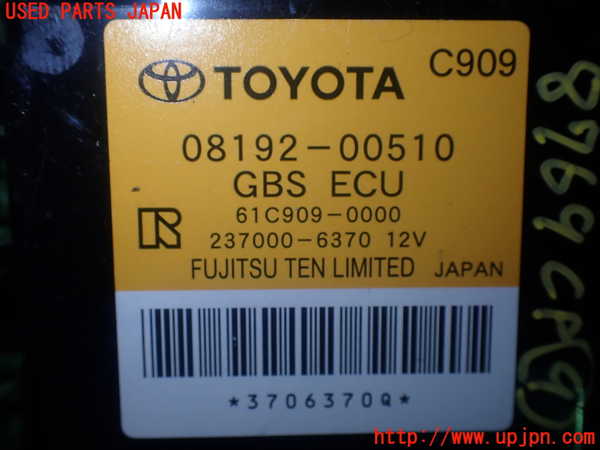 USED PARTS JAPAN
TOYOTA C909
08192-00510
GBS ECU
R 61C909-0000
237000-6370 12V
FUJITSU TEN LIMITED JAPAN
*3706370Q*
http://www.upjpn.com